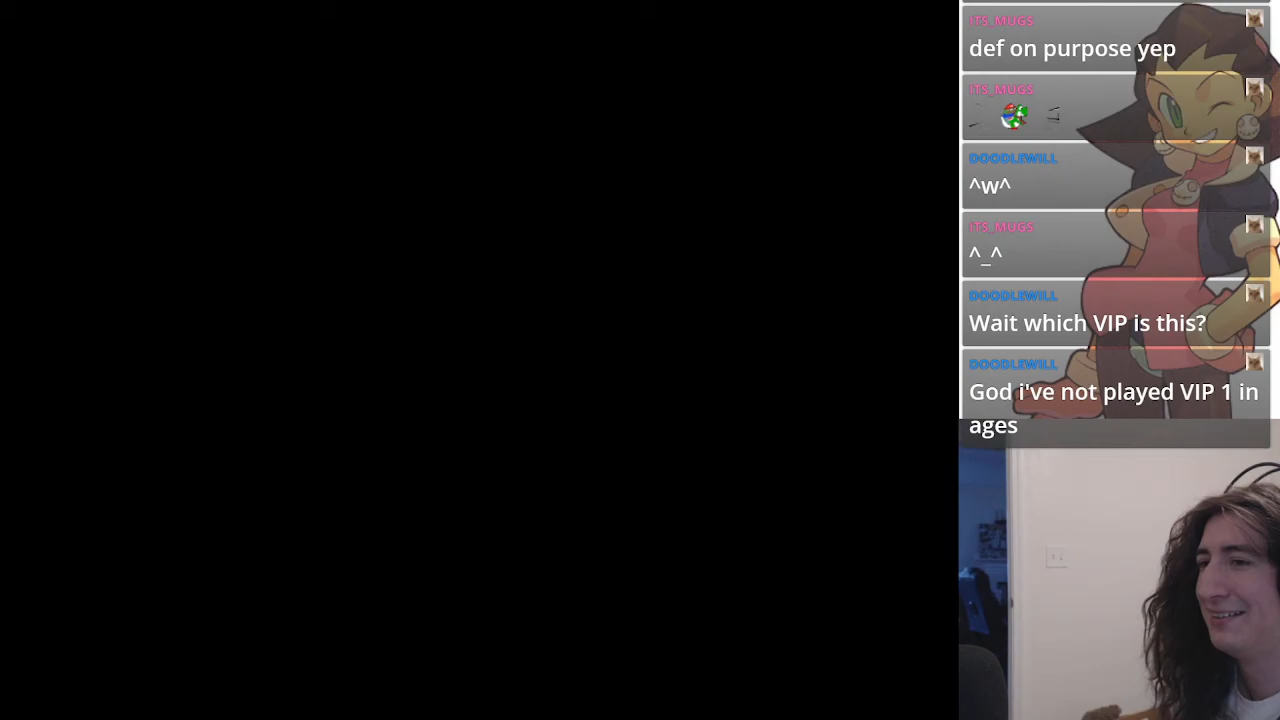 ITS_MUGS
def on purpose yep
ITS_MUGS
DOODLEWILL
^w^
ITS_MUGS
^_^
DOODLEWILL
Wait which VIP is this?
DOODLEWILL
God i've not played VIP 1 in
ages